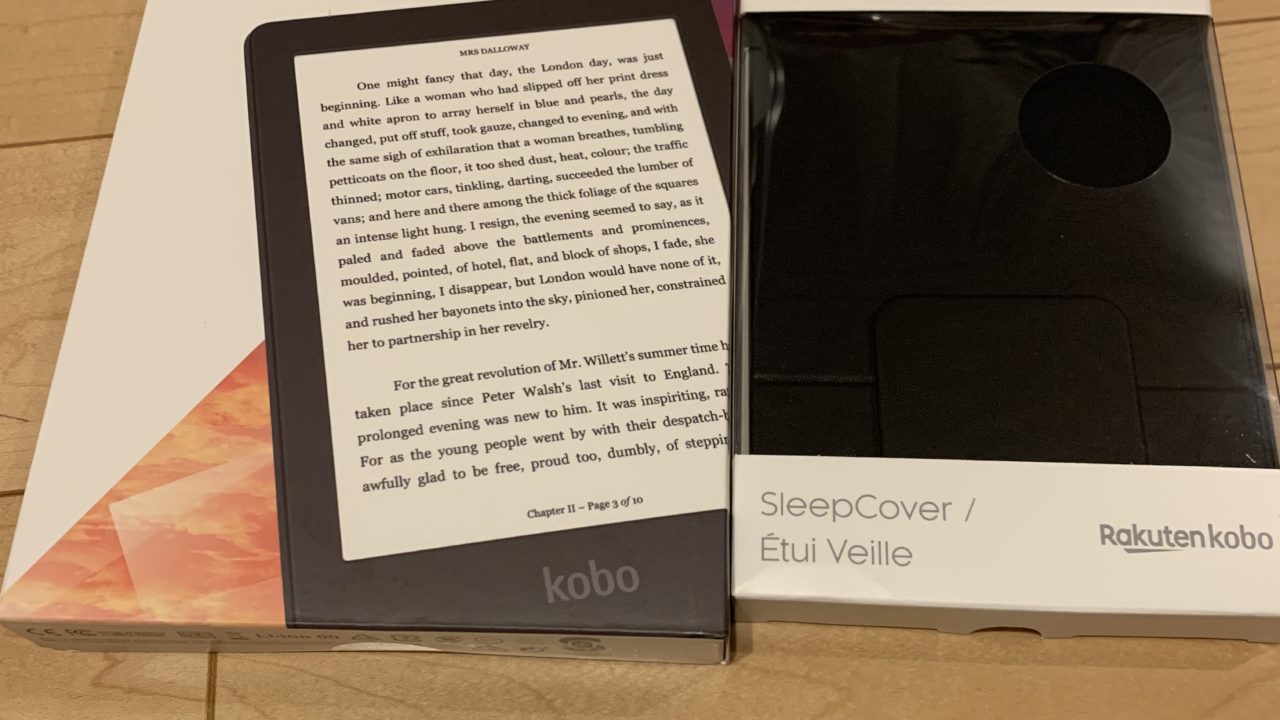 MRS DALLOWAY
One might fancy that day, the London day, was just
beginning. Like a woman who had slipped off her print dress
and white apron to array herself in blue and pearls, the day
changed, put off stuff, took gauze, changed to evening, and with
the same sigh of exhilaration that a woman breathes, tumbling
petticoats on the floor, it too shed dust, heat, colour; the traffic
thinned; motor cars, tinkling, darting, succeeded the lumber of
vans; and here and there among the thick foliage of the squares
an intense light hung. I resign, the evening seemed to say, as it
paled and faded above the battlements and prominences,
moulded, pointed, of hotel, flat, and block of shops, I fade, she
was beginning, I disappear, but London would have none of it,
and rushed her bayonets into the sky, pinioned her, constrained
her to partnership in her revelry.
For the great revolution of Mr. Willett's summer time h
taken place since Peter Walsh's last visit to England.
prolonged evening was new to him. It was inspiriting, ra
For as the young people went by with their despatch-b
awfully glad to be free, proud too, dumbly, of steppin
Chapter II – Page 3 of 10
kobo
CE FC
Li-ion 00
SleepCover /
Étui Veille
Rakuten kobo